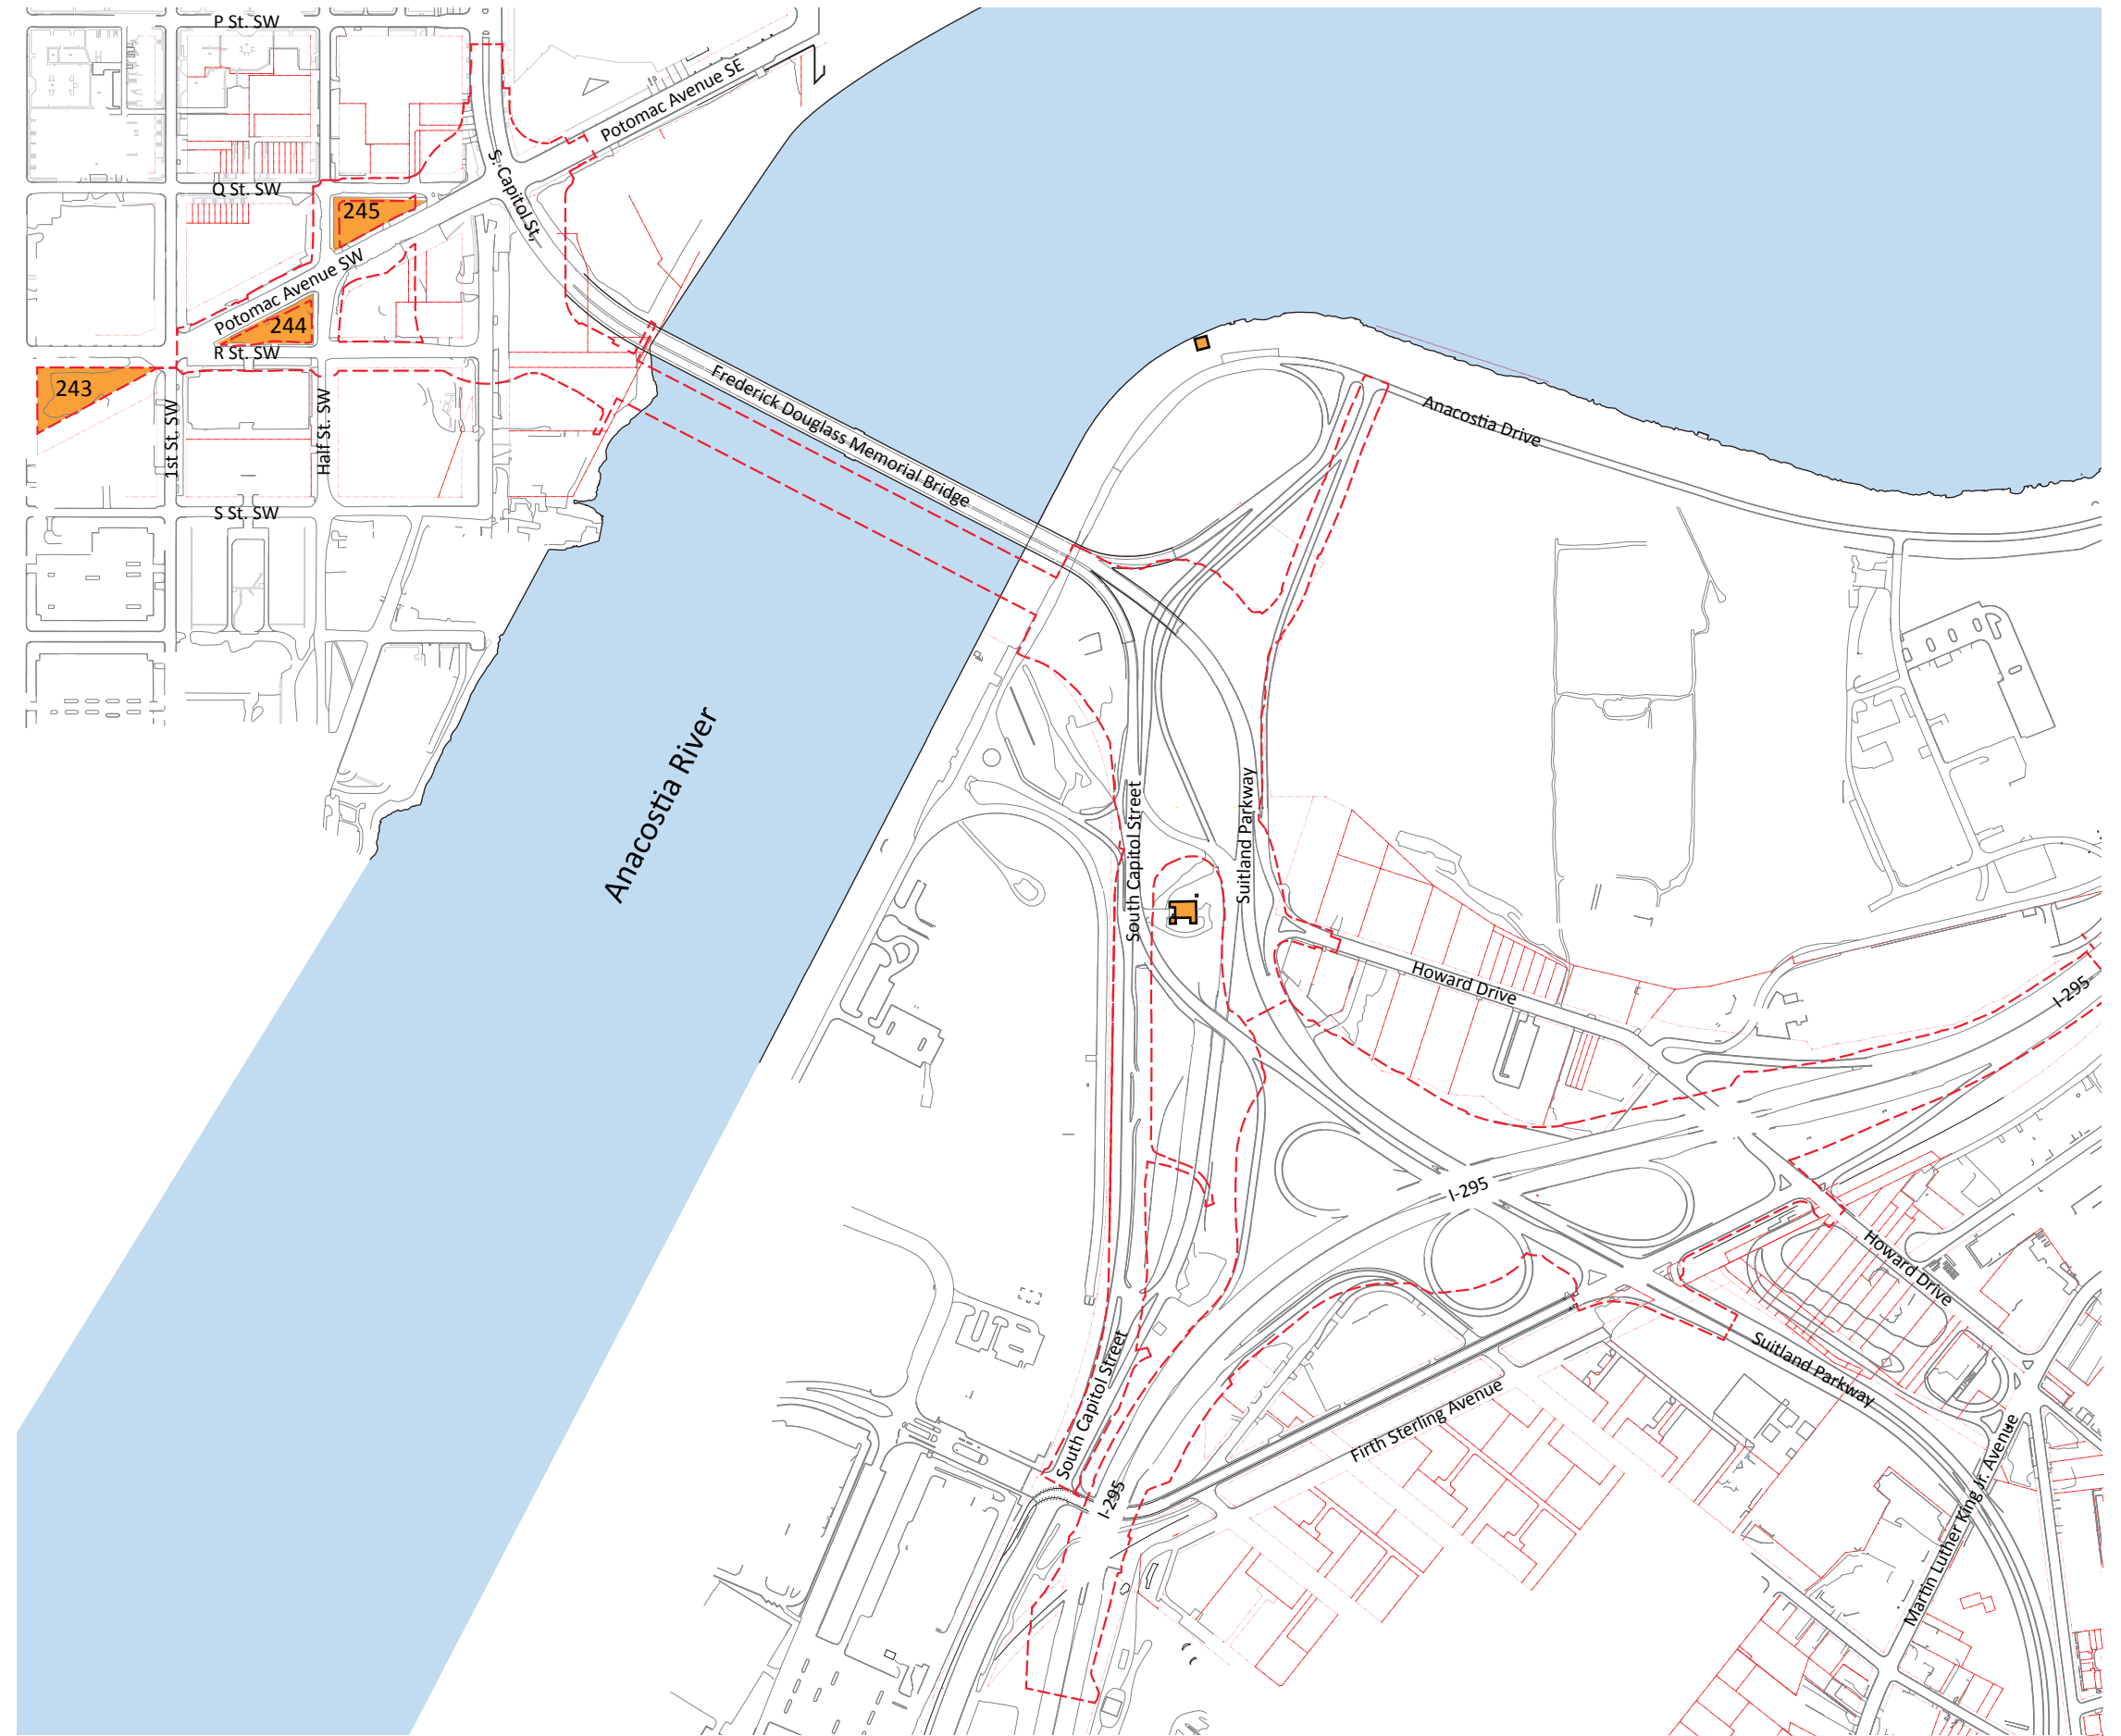 P St. SW
Potomac Avenue SE
S. Capitol St,
Q St. SW
245
Potomac Avenue SW
244
R St. SW
243
1st St. SW
Half St. SW
S St. SW
Frederick Douglass Memorial Bridge
Anacostia Drive
Anacostia River
South Capitol Street
Suitland Parkway
Howard Drive
I-295
I-295
Howard Drive
Suitland Parkway
South Capitol Street
Firth Sterling Avenue
I-295
Martin Luther King Jr. Avenue